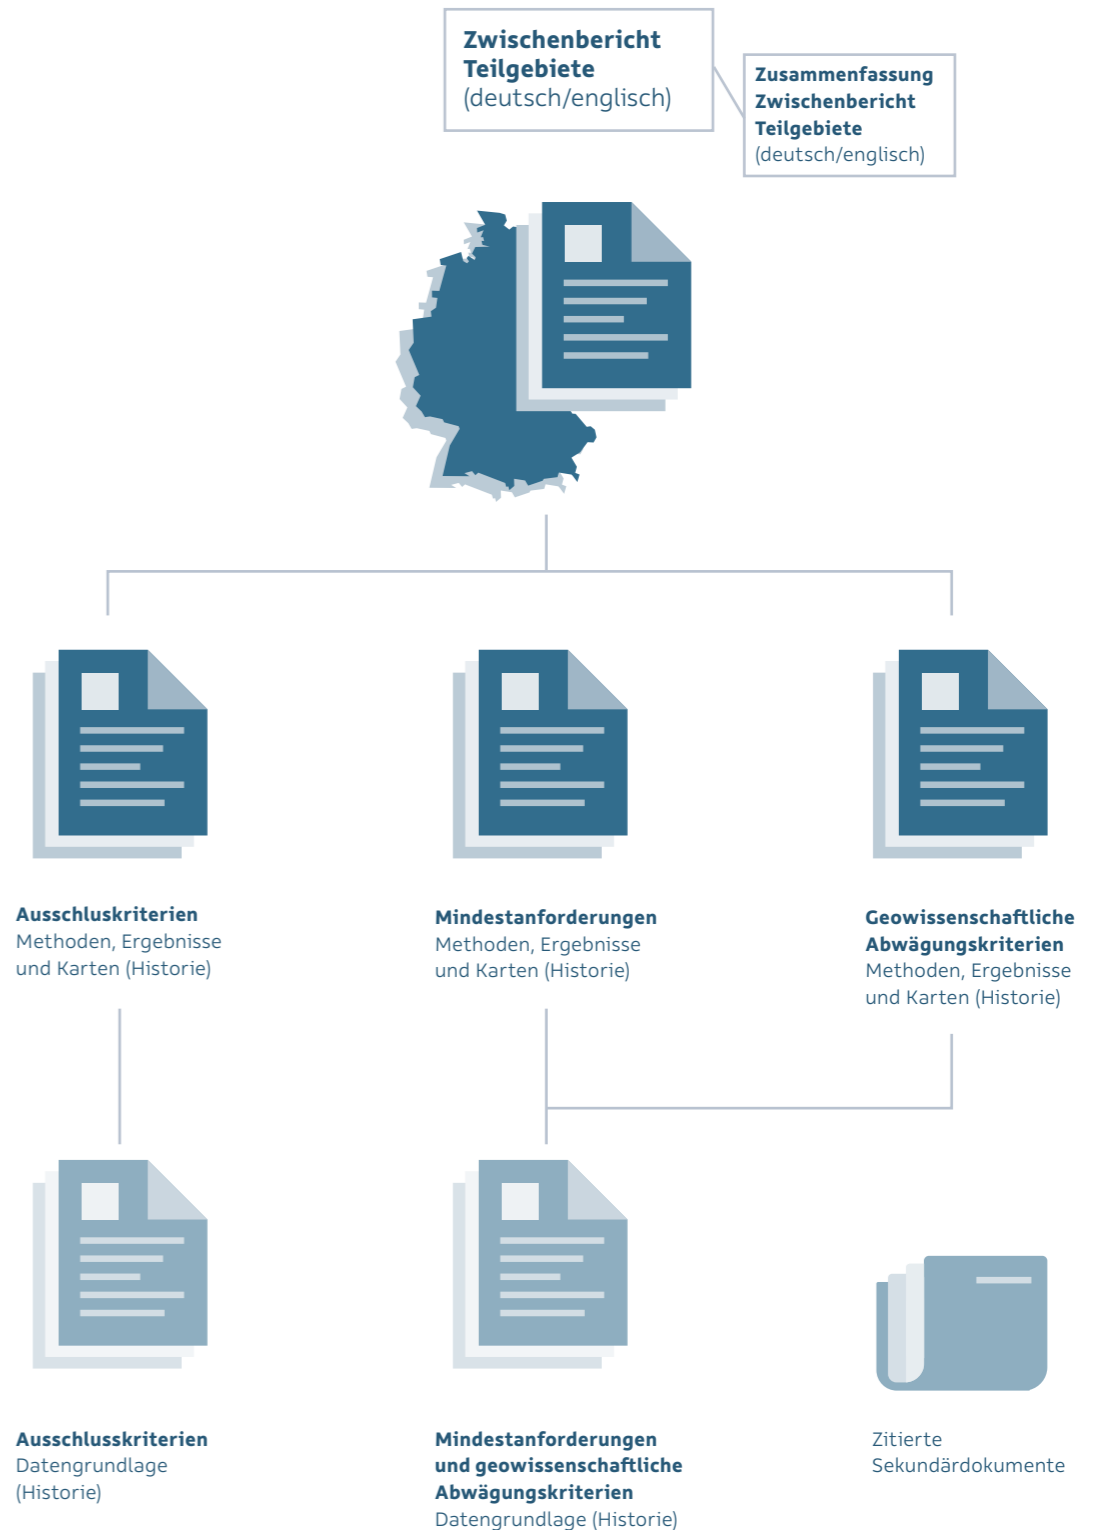 Zwischenbericht
Teilgebiete
(deutsch/englisch)
Zusammenfassung
Zwischenbericht
Teilgebiete
(deutsch/englisch)
Ausschluskriterien
Methoden, Ergebnisse
und Karten (Historie)
Mindestanforderungen
Methoden, Ergebnisse
und Karten (Historie)
Geowissenschaftliche
Abwägungskriterien
Methoden, Ergebnisse
und Karten (Historie)
Ausschlusskriterien
Datengrundlage
(Historie)
Mindestanforderungen
und geowissenschaftliche
Abwägungskriterien
Datengrundlage (Historie)
Zitierte
Sekundärdokumente